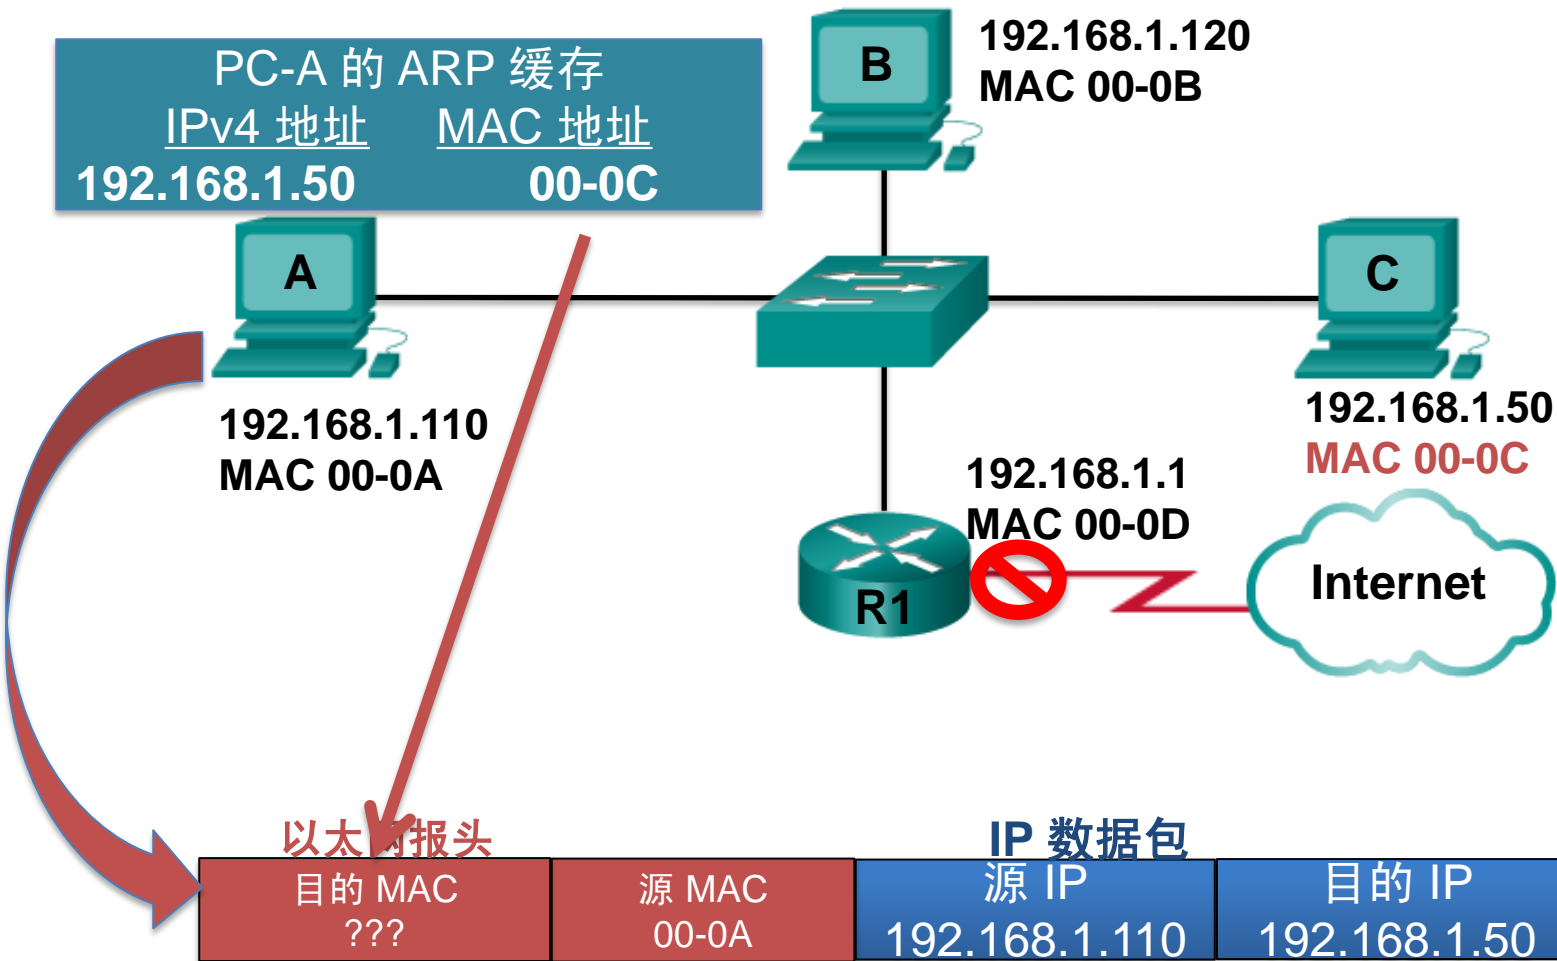 PC-A 的 ARP 缓存
IPv4 地址 MAC 地址
192.168.1.50 00-0C
B
192.168.1.120
MAC 00-0B
A
192.168.1.110
MAC 00-0A
C
192.168.1.50
MAC 00-0C
192.168.1.1
MAC 00-0D
R1
Internet
以太网报头
IP 数据包
目的 MAC
???
源 MAC
00-0A
源 IP
192.168.1.110
目的 IP
192.168.1.50